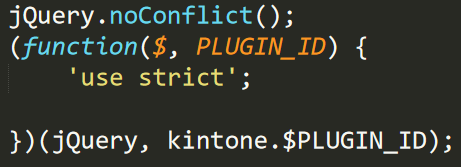 jQuery.noConflict();
(function($, PLUGIN_ID) {
    'use strict';
})(jQuery, kintone.$PLUGIN_ID);